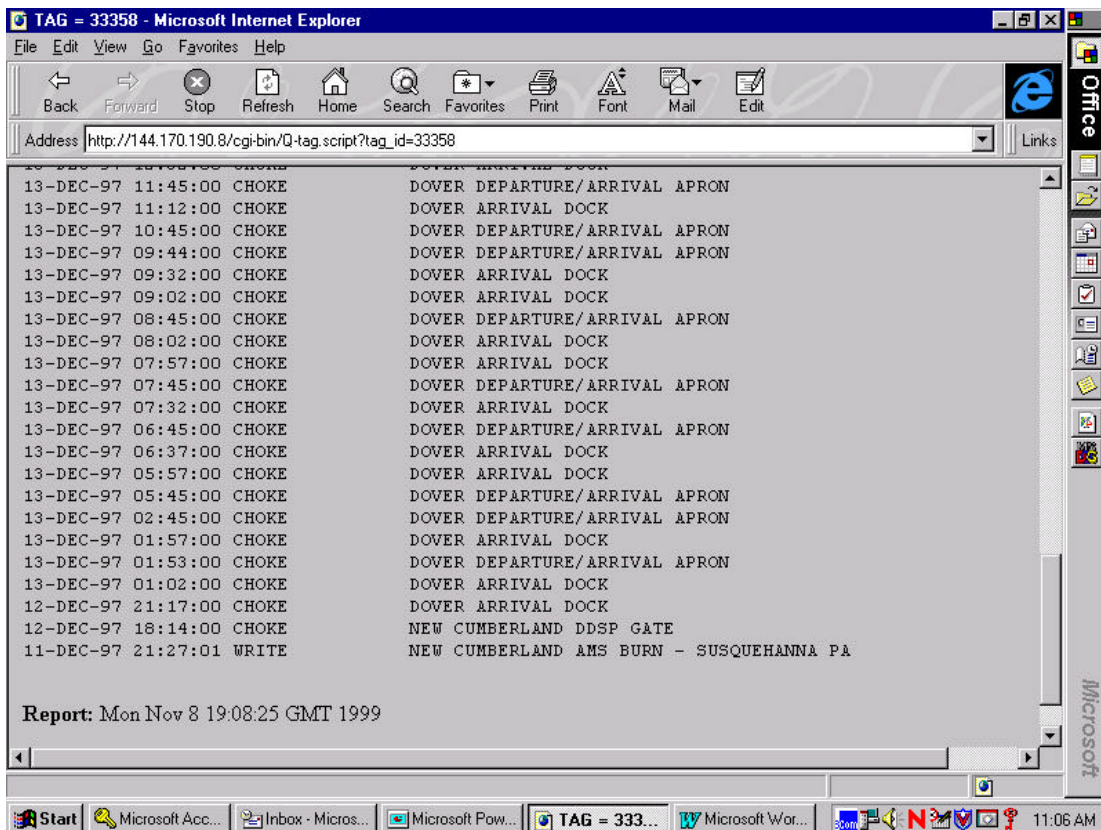 TAG = 33358 - Microsoft Internet Explorer
File Edit View Go Favorites Help
Back Forward Stop Refresh Home Search Favorites Print Font Mail Edit
Address http://144.170.190.8/cgi-bin/Q-tag.script?tag_id=33358 Links
13-DEC-97 11:45:00 CHOKE DOVER DEPARTURE/ARRIVAL APRON
13-DEC-97 11:12:00 CHOKE DOVER ARRIVAL DOCK
13-DEC-97 10:45:00 CHOKE DOVER DEPARTURE/ARRIVAL APRON
13-DEC-97 09:44:00 CHOKE DOVER DEPARTURE/ARRIVAL APRON
13-DEC-97 09:32:00 CHOKE DOVER ARRIVAL DOCK
13-DEC-97 09:02:00 CHOKE DOVER ARRIVAL DOCK
13-DEC-97 08:45:00 CHOKE DOVER DEPARTURE/ARRIVAL APRON
13-DEC-97 08:02:00 CHOKE DOVER ARRIVAL DOCK
13-DEC-97 07:57:00 CHOKE DOVER ARRIVAL DOCK
13-DEC-97 07:45:00 CHOKE DOVER DEPARTURE/ARRIVAL APRON
13-DEC-97 07:32:00 CHOKE DOVER ARRIVAL DOCK
13-DEC-97 06:45:00 CHOKE DOVER DEPARTURE/ARRIVAL APRON
13-DEC-97 06:37:00 CHOKE DOVER ARRIVAL DOCK
13-DEC-97 05:57:00 CHOKE DOVER ARRIVAL DOCK
13-DEC-97 05:45:00 CHOKE DOVER DEPARTURE/ARRIVAL APRON
13-DEC-97 02:45:00 CHOKE DOVER DEPARTURE/ARRIVAL APRON
13-DEC-97 01:57:00 CHOKE DOVER ARRIVAL DOCK
13-DEC-97 01:53:00 CHOKE DOVER DEPARTURE/ARRIVAL APRON
13-DEC-97 01:02:00 CHOKE DOVER ARRIVAL DOCK
12-DEC-97 21:17:00 CHOKE DOVER ARRIVAL DOCK
12-DEC-97 18:14:00 CHOKE NEW CUMBERLAND DDSP GATE
11-DEC-97 21:27:01 WRITE NEW CUMBERLAND AMS BURN - SUSQUEHANNA PA
Report: Mon Nov 8 19:08:25 GMT 1999
Office
Microsoft
Start Microsoft Acc... Inbox - Micros... Microsoft Pow... TAG = 333... Microsoft Wor... 11:06 AM